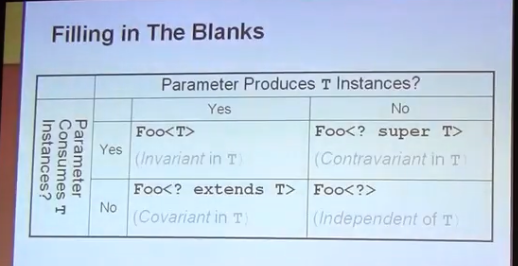 Filling in The Blanks
Parameter Produces T Instances?
Yes No
Parameter
Consumes T
Instances?
Yes
Foo<T>
(Invariant in T)
Foo<? super T>
(Contravariant in T)
No
Foo<? extends T>
(Covariant in T)
Foo<?>
(Independent of T)